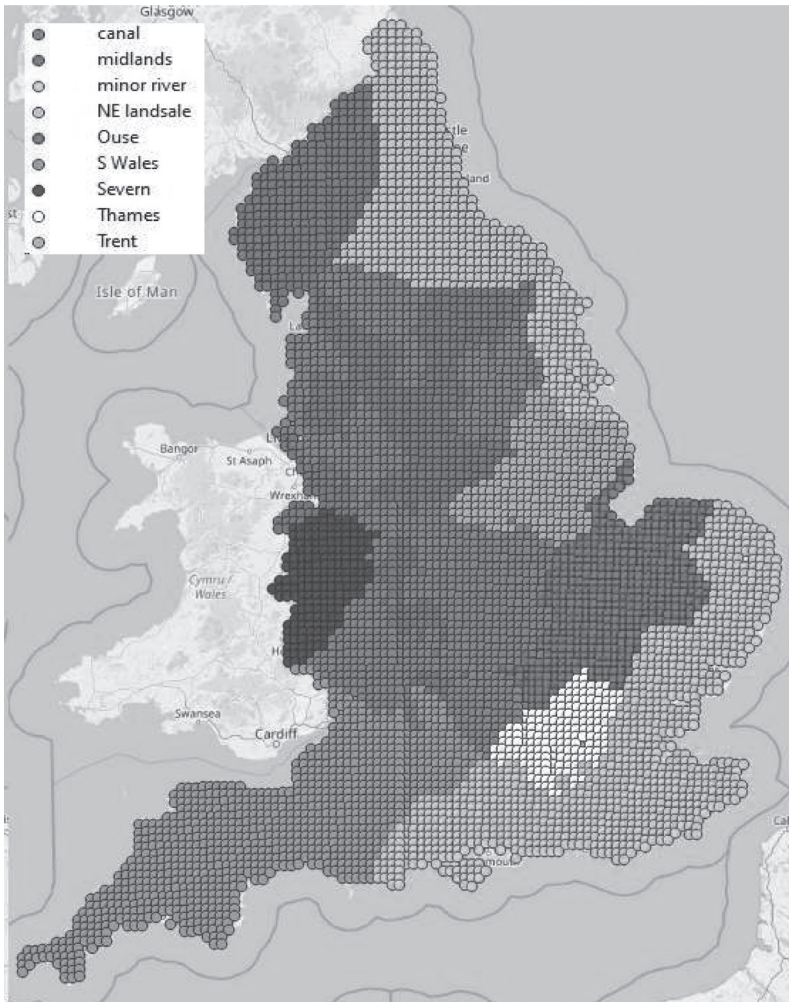 Glasgow
canal
midlands
minor river
NE landsale
Ouse
S Wales
Severn
Thames
Trent
Isle of Man
Bangor
St Asaph
Wrexham
Cymru /
Wales
Swansea
Cardiff